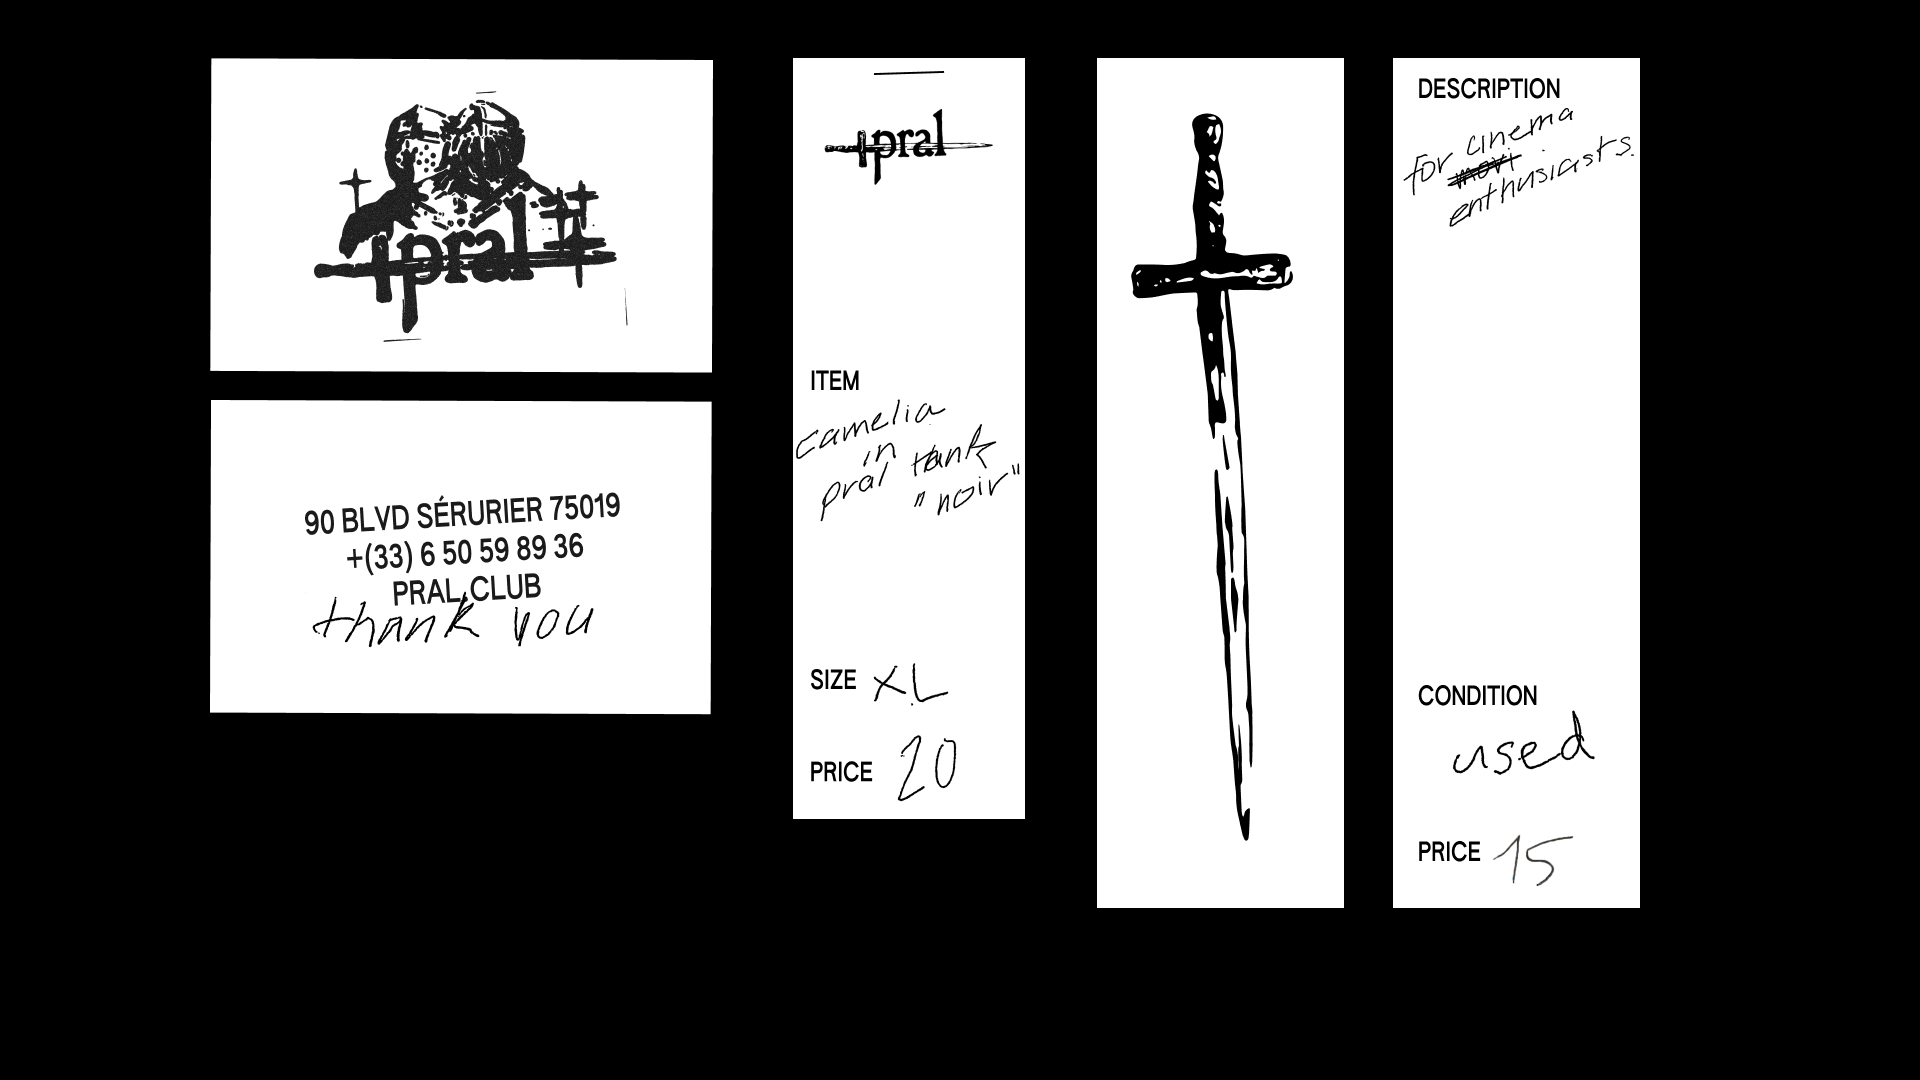 pral
90 BLVD SÉRURIER 75019
+(33) 6 50 59 89 36
PRAL.CLUB
thank you
pral
ITEM
camelia
in
pral tank
"noir"
SIZE XL
PRICE 20
DESCRIPTION
for cinema
movi
enthusiasts.
CONDITION
used
PRICE 15